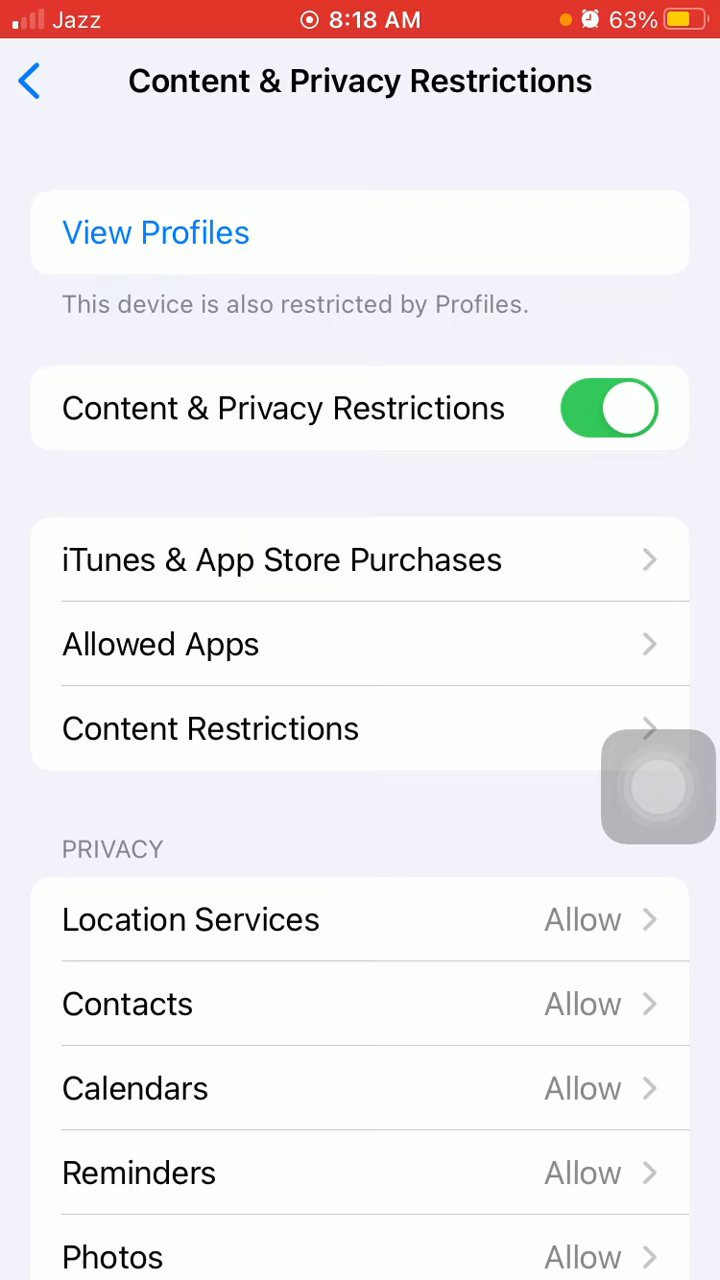 Jazz 8:18 AM 63%
Content & Privacy Restrictions
View Profiles
This device is also restricted by Profiles.
Content & Privacy Restrictions
iTunes & App Store Purchases
Allowed Apps
Content Restrictions
PRIVACY
Location Services Allow
Contacts Allow
Calendars Allow
Reminders Allow
Photos Allow